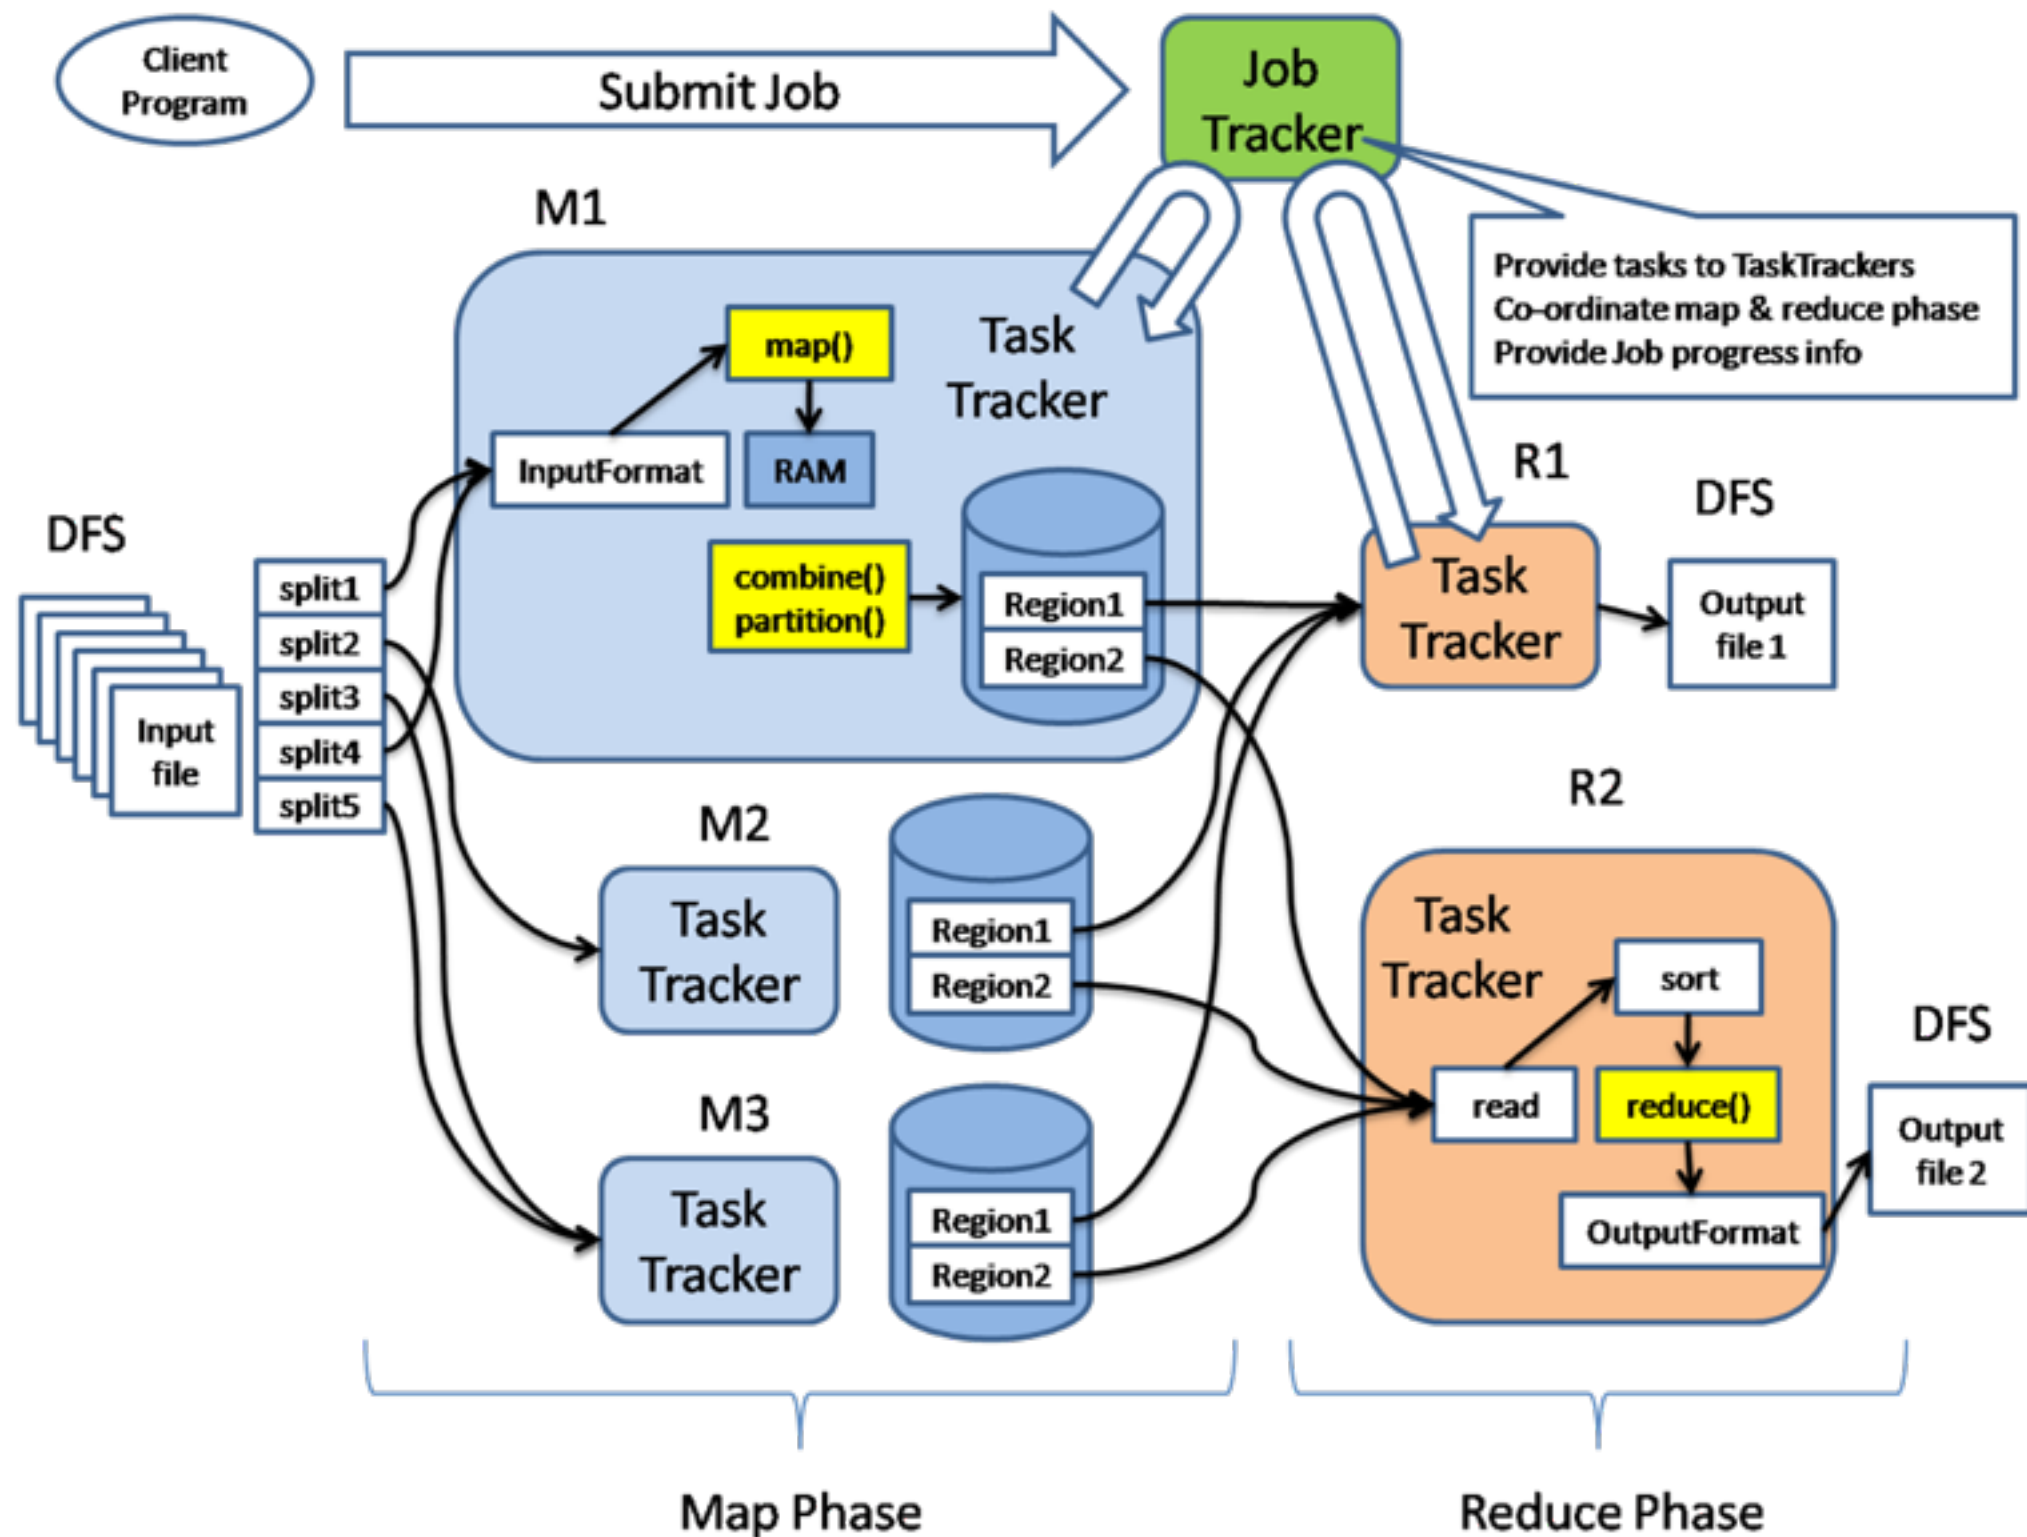 Client
Program
Submit Job
Job
Tracker
Provide tasks to TaskTrackers
Co-ordinate map & reduce phase
Provide Job progress info
M1
map()
Task
Tracker
InputFormat
RAM
combine()
partition()
Region1
Region2
DFS
Input
file
split1
split2
split3
split4
split5
M2
Task
Tracker
Region1
Region2
M3
Task
Tracker
Region1
Region2
R1
Task
Tracker
DFS
Output
file 1
R2
Task
Tracker
sort
read
reduce()
OutputFormat
DFS
Output
file 2
Map Phase
Reduce Phase